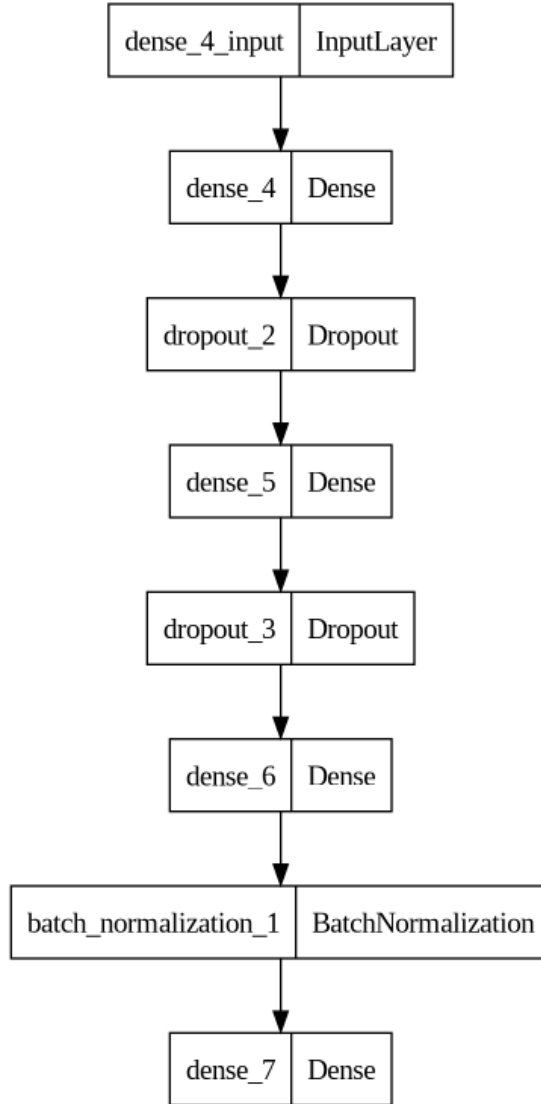 dense_4_input InputLayer
dense_4 Dense
dropout_2 Dropout
dense_5 Dense
dropout_3 Dropout
dense_6 Dense
batch_normalization_1 BatchNormalization
dense_7 Dense